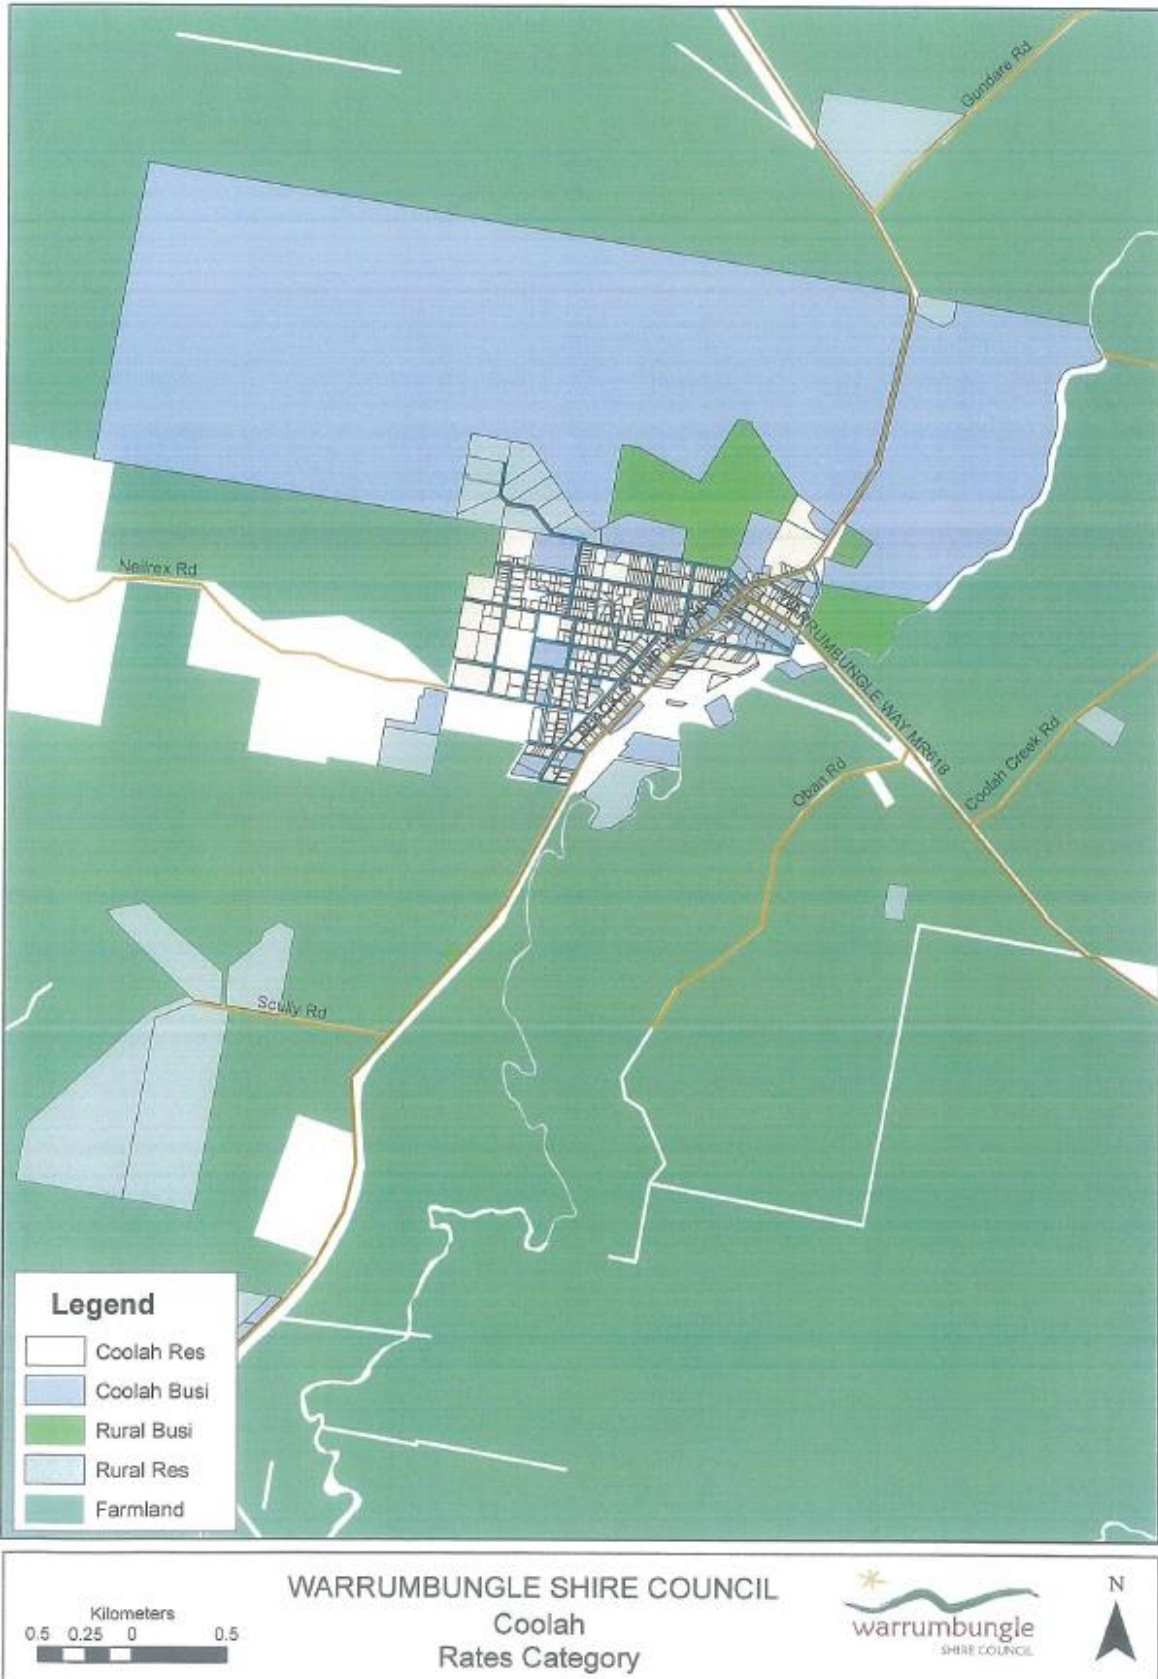 Gundare Rd
Neilrex Rd
WARRUMBUNGLE WAY MR618
Coolah Creek Rd
Oban Rd
Scully Rd
Legend
Coolah Res
Coolah Busi
Rural Busi
Rural Res
Farmland
Kilometers
0.5 0.25 0 0.5
WARRUMBUNGLE SHIRE COUNCIL
Coolah
Rates Category
warrumbungle
SHIRE COUNCIL
N